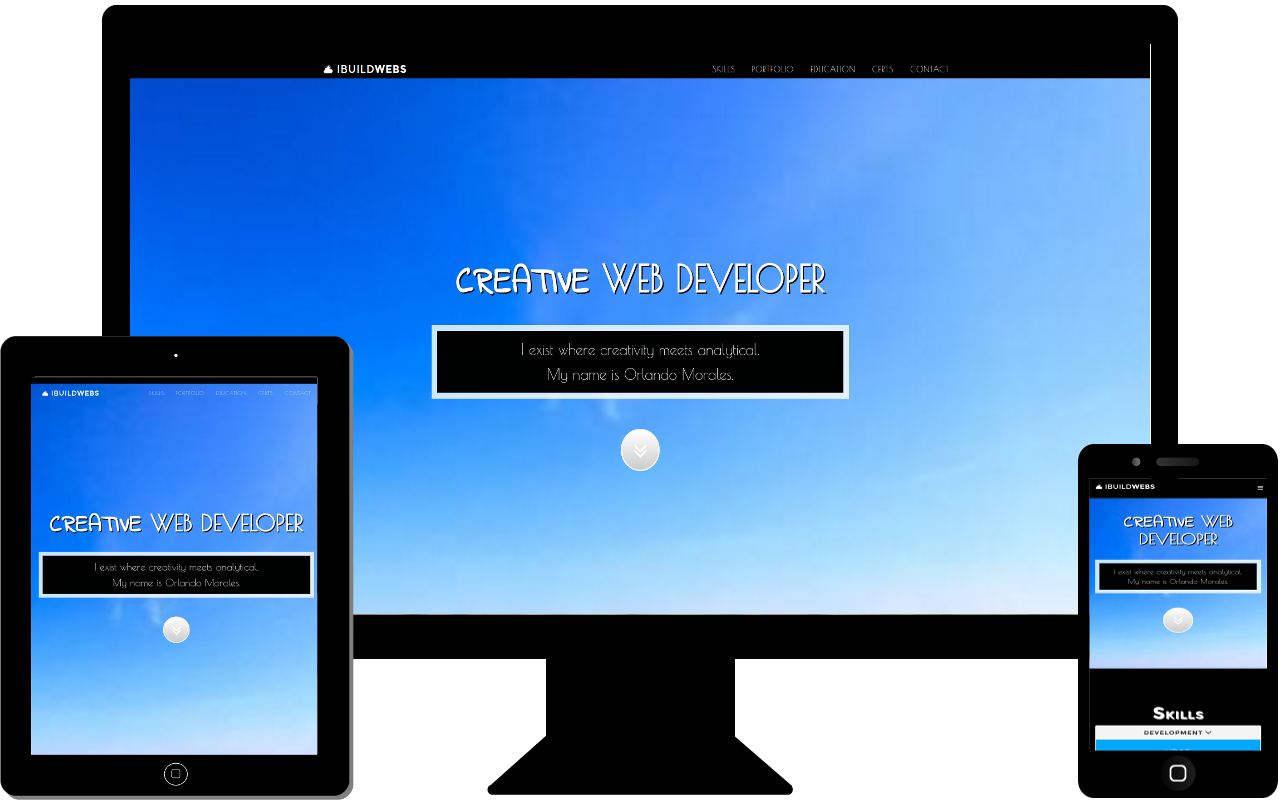 IBUILDWEBS SKILLS PORTFOLIO EDUCATION CERTS CONTACT
CREATIVE WEB DEVELOPER
I exist where creativity meets analytical.
My name is Orlando Morales.
IBUILDWEBS SKILLS PORTFOLIO EDUCATION CERTS CONTACT
CREATIVE WEB DEVELOPER
I exist where creativity meets analytical.
My name is Orlando Morales.
IBUILDWEBS
CREATIVE WEB
DEVELOPER
I exist where creativity meets analytical.
My name is Orlando Morales.
SKILLS
DEVELOPMENT